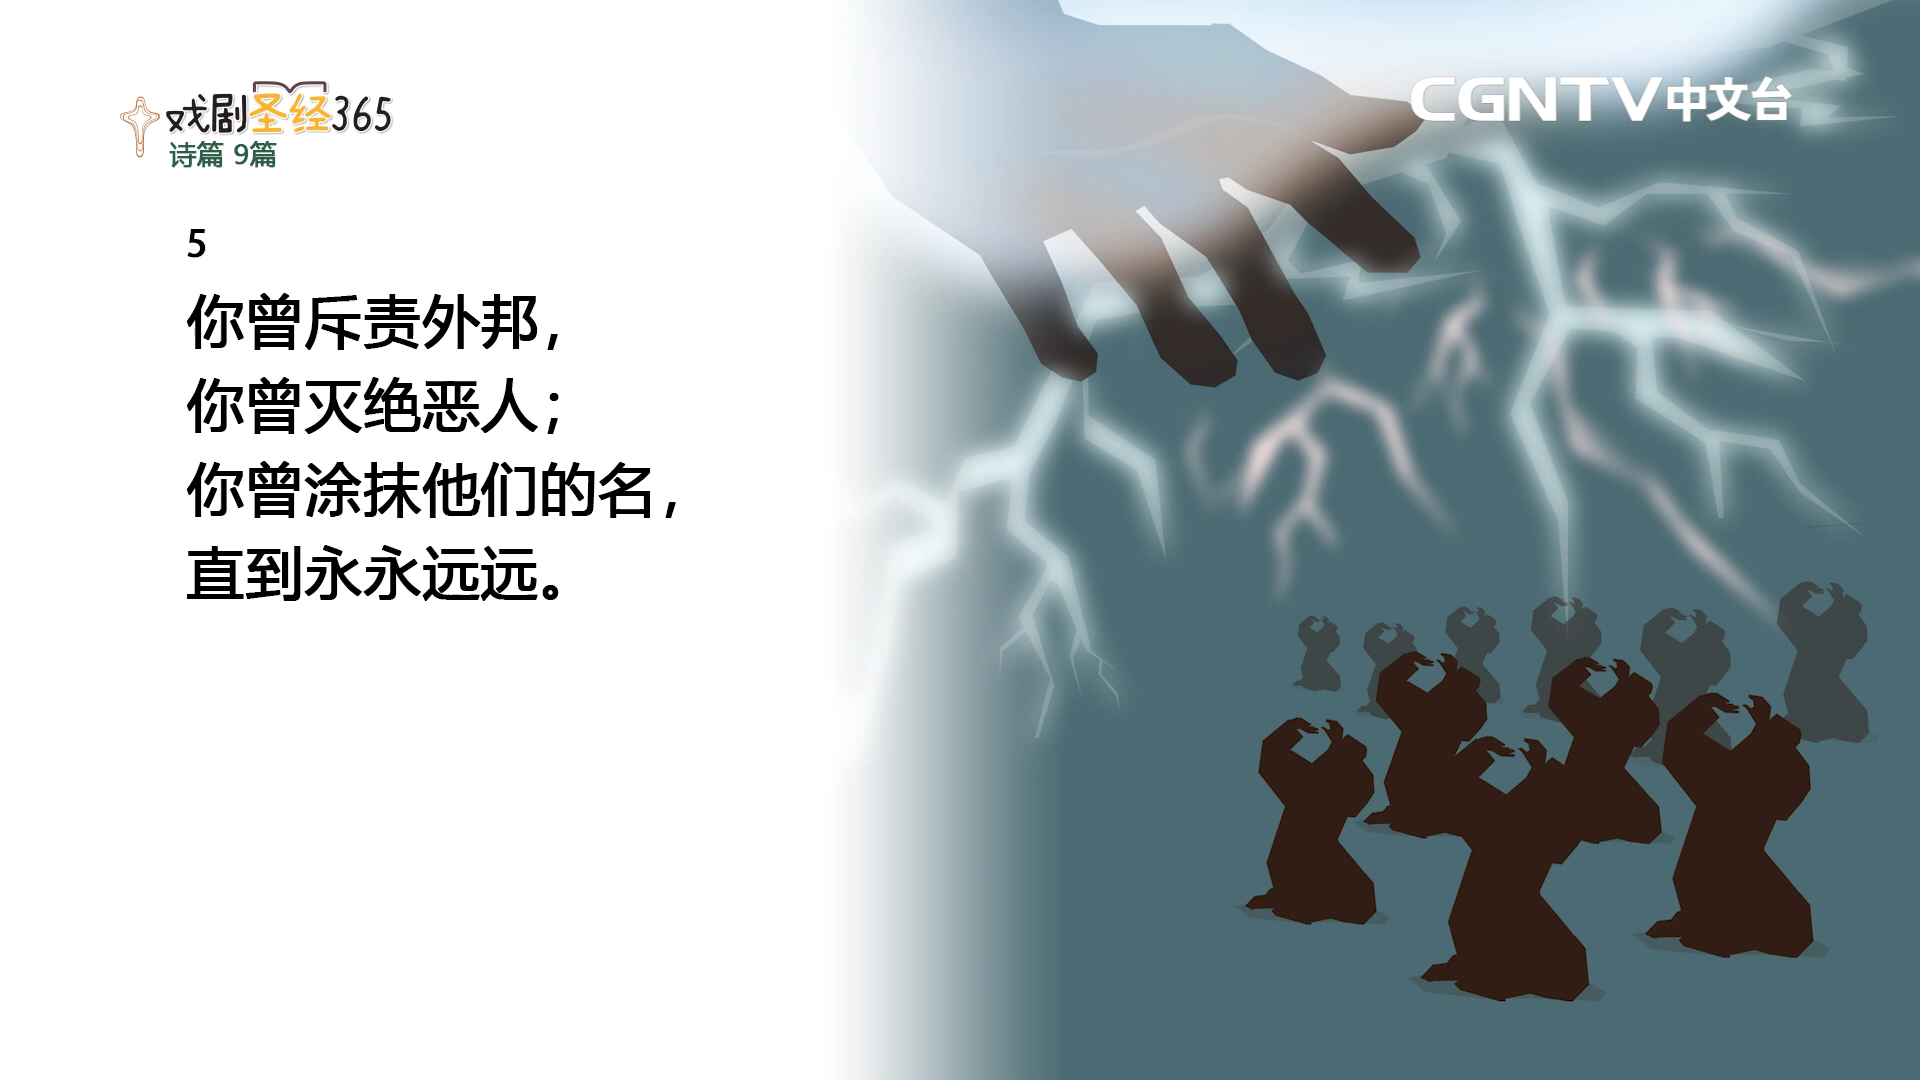 戏剧圣经365
诗篇 9篇
CGNTV中文台
5
你曾斥责外邦，
你曾灭绝恶人；
你曾涂抹他们的名，
直到永永远远。